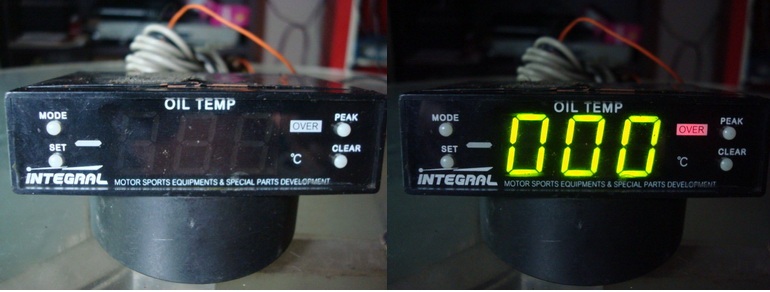 OIL TEMP
MODE
OVER
PEAK
SET
°C
CLEAR
INTEGRAL
MOTOR SPORTS EQUIPMENTS & SPECIAL PARTS DEVELOPMENT
OIL TEMP
MODE
000
OVER
PEAK
SET
°C
CLEAR
INTEGRAL
MOTOR SPORTS EQUIPMENTS & SPECIAL PARTS DEVELOPMENT